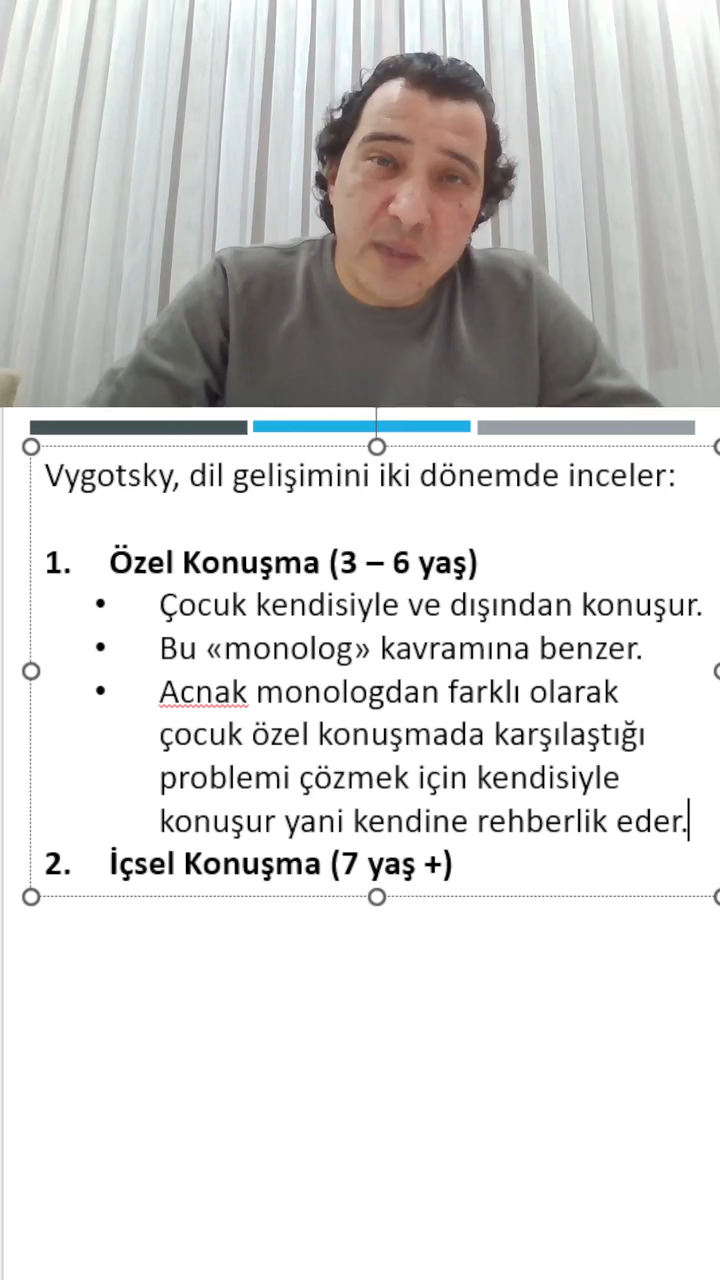 Vygotsky, dil gelişimini iki dönemde inceler:
1. Özel Konuşma (3 – 6 yaş)
• Çocuk kendisiyle ve dışından konuşur.
• Bu «monolog» kavramına benzer.
• Acnak monologdan farklı olarak
çocuk özel konuşmada karşılaştığı
problemi çözmek için kendisiyle
konuşur yani kendine rehberlik eder.
2. İçsel Konuşma (7 yaş +)